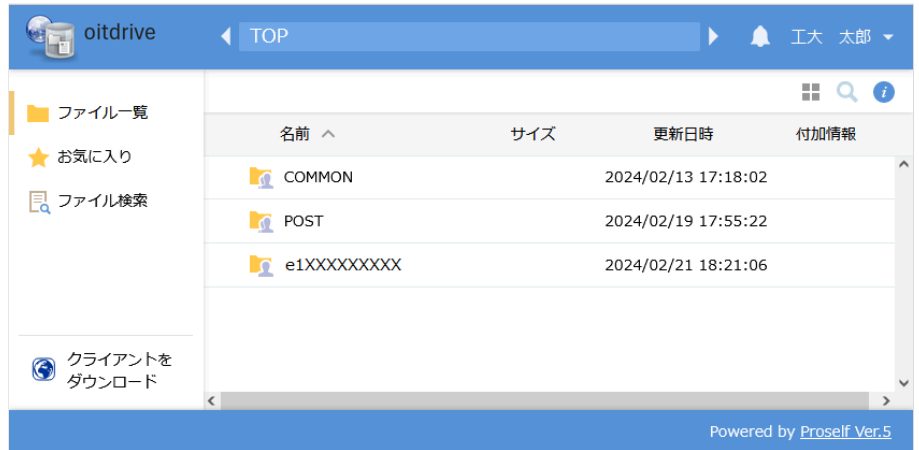 oitdrive
TOP
工大 太郎
ファイル一覧
お気に入り
ファイル検索
クライアントを
ダウンロード
名前 サイズ 更新日時 付加情報
COMMON 2024/02/13 17:18:02
POST 2024/02/19 17:55:22
e1XXXXXXXXX 2024/02/21 18:21:06
Powered by Proself Ver.5